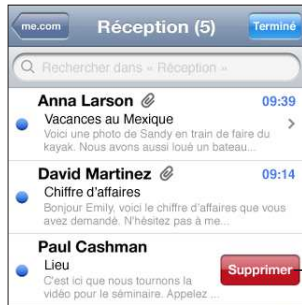 me.com Réception (5) Terminé
Rechercher dans « Réception »
Anna Larson 09:39
Vacances au Mexique
Voici une photo de Sandy en train de faire du
kayak. Nous avons aussi loué un bateau...
David Martinez 09:14
Chiffre d'affaires
Bonjour Emily, voici le chiffre d'affaires que vous
avez demandé. N'hésitez pas à me...
Paul Cashman
Lieu Supprimer
C'est ici que nous tournons la
vidéo pour le séminaire. Appelez ...